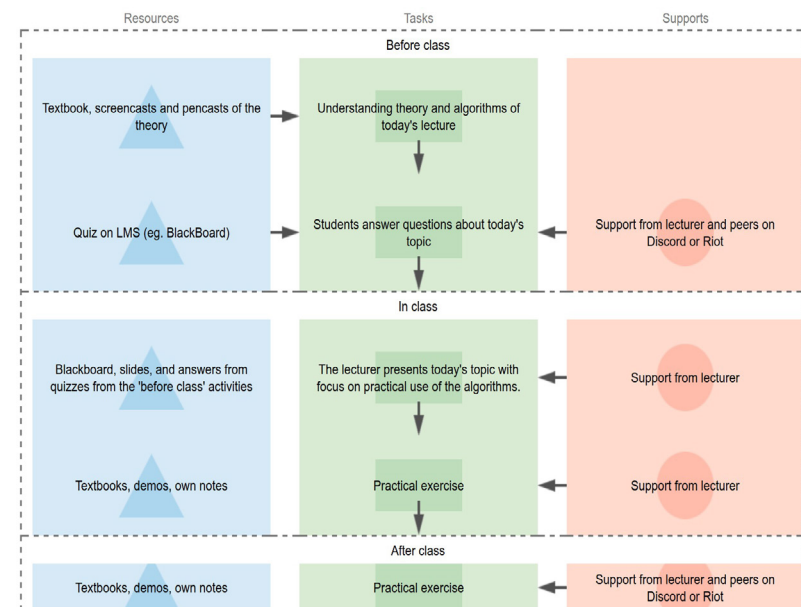 Resources
Tasks
Supports
Before class
Textbook, screencasts and pencasts of the
theory
Understanding theory and algorithms of
today's lecture
Quiz on LMS (eg. BlackBoard)
Students answer questions about today's
topic
Support from lecturer and peers on
Discord or Riot
In class
Blackboard, slides, and answers from
quizzes from the 'before class' activities
The lecturer presents today's topic with
focus on practical use of the algorithms.
Support from lecturer
Textbooks, demos, own notes
Practical exercise
Support from lecturer
After class
Textbooks, demos, own notes
Practical exercise
Support from lecturer and peers on
Discord or Riot